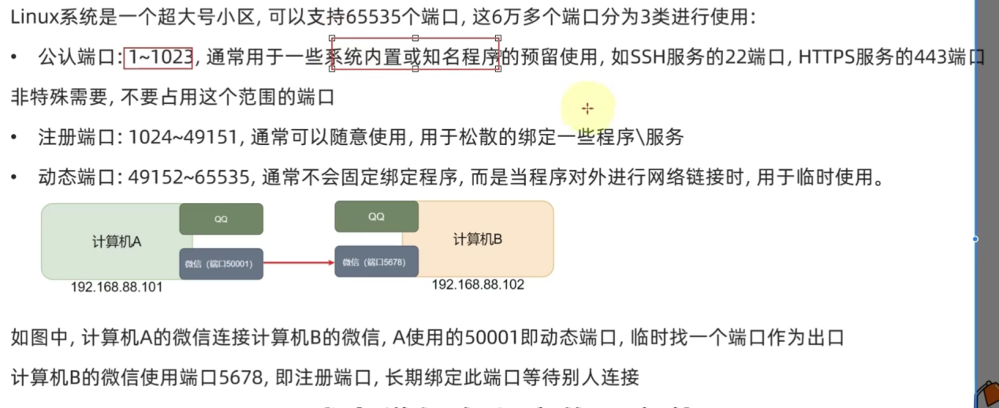 Linux系统是一个超大号小区, 可以支持65535个端口, 这6万多个端口分为3类进行使用:
• 公认端口: 1~1023, 通常用于一些系统内置或知名程序的预留使用, 如SSH服务的22端口, HTTPS服务的443端口
非特殊需要, 不要占用这个范围的端口
• 注册端口: 1024~49151, 通常可以随意使用, 用于松散的绑定一些程序\服务
• 动态端口: 49152~65535, 通常不会固定绑定程序, 而是当程序对外进行网络链接时, 用于临时使用。
QQ
QQ
计算机A
计算机B
微信（端口50001）
微信（端口5678）
192.168.88.101
192.168.88.102
如图中, 计算机A的微信连接计算机B的微信, A使用的50001即动态端口, 临时找一个端口作为出口
计算机B的微信使用端口5678, 即注册端口, 长期绑定此端口等待别人连接